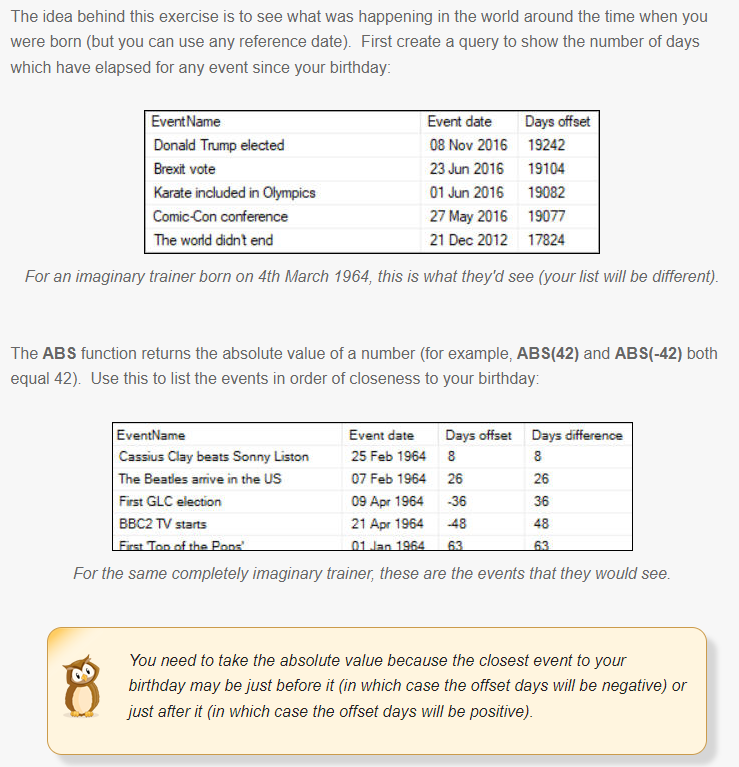 The idea behind this exercise is to see what was happening in the world around the time when you
were born (but you can use any reference date).  First create a query to show the number of days
which have elapsed for any event since your birthday:
EventName Event date Days offset
Donald Trump elected 08 Nov 2016 19242
Brexit vote 23 Jun 2016 19104
Karate included in Olympics 01 Jun 2016 19082
Comic-Con conference 27 May 2016 19077
The world didn't end 21 Dec 2012 17824
For an imaginary trainer born on 4th March 1964, this is what they'd see (your list will be different).
The ABS function returns the absolute value of a number (for example, ABS(42) and ABS(-42) both
equal 42).  Use this to list the events in order of closeness to your birthday:
EventName Event date Days offset Days difference
Cassius Clay beats Sonny Liston 25 Feb 1964 8 8
The Beatles arrive in the US 07 Feb 1964 26 26
First GLC election 09 Apr 1964 -36 36
BBC2 TV starts 21 Apr 1964 -48 48
First 'Top of the Pops' 01 Jan 1964 63 63
For the same completely imaginary trainer, these are the events that they would see.
You need to take the absolute value because the closest event to your
birthday may be just before it (in which case the offset days will be negative) or
just after it (in which case the offset days will be positive).